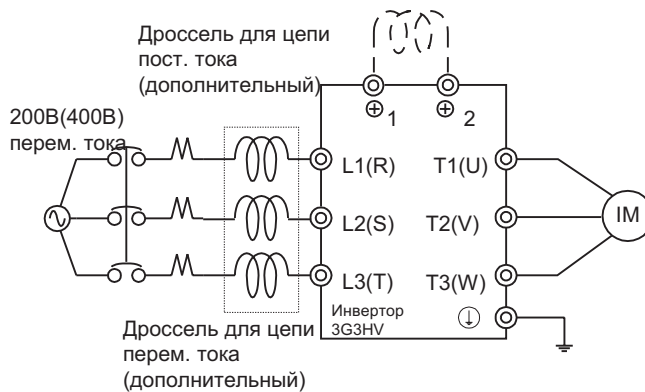 Дроссель для цепи
пост. тока
(дополнительный)
200В(400В)
перем. тока
⊕ 1
⊕ 2
L1(R)
T1(U)
L2(S)
T2(V)
IM
L3(T)
T3(W)
Инвертор
3G3HV
Дроссель для цепи
перем. тока
(дополнительный)